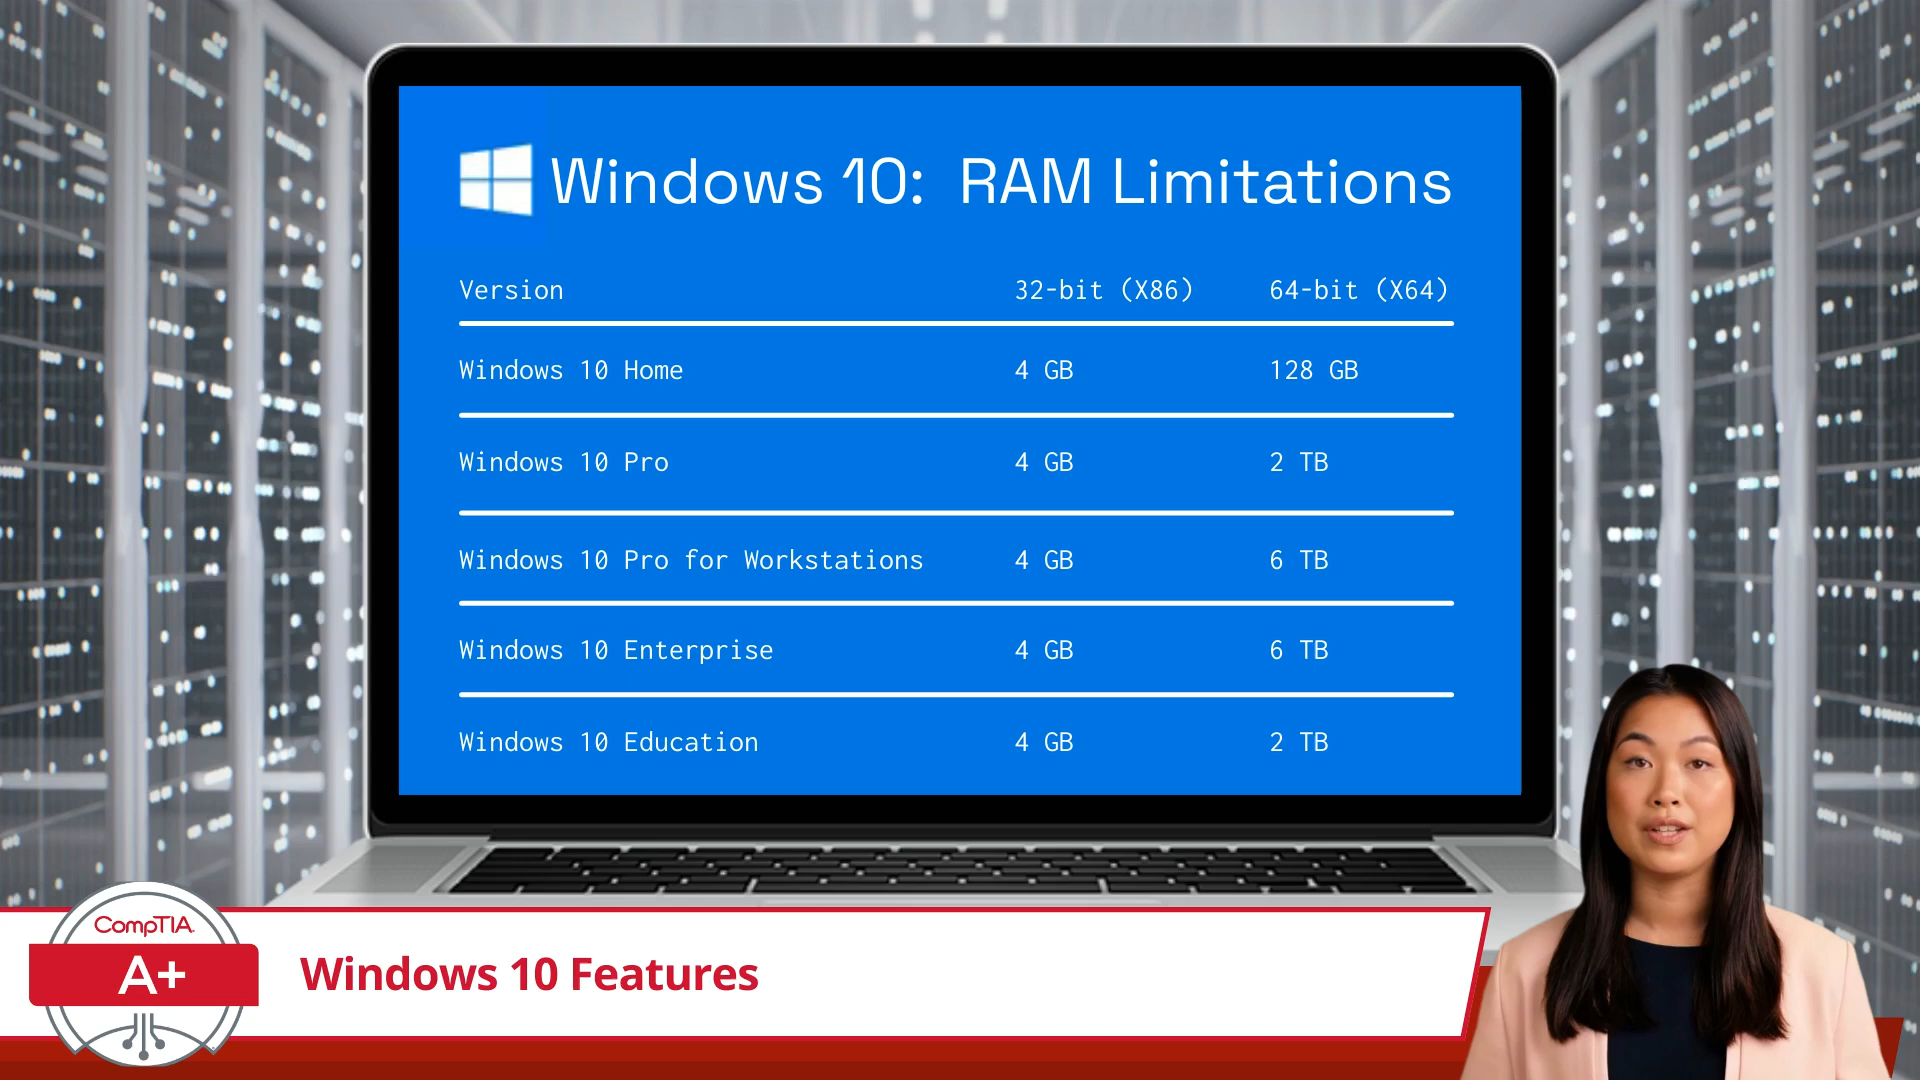 Windows 10: RAM Limitations
Version 32-bit (X86) 64-bit (X64)
Windows 10 Home 4 GB 128 GB
Windows 10 Pro 4 GB 2 TB
Windows 10 Pro for Workstations 4 GB 6 TB
Windows 10 Enterprise 4 GB 6 TB
Windows 10 Education 4 GB 2 TB
CompTIA.
A+
Windows 10 Features